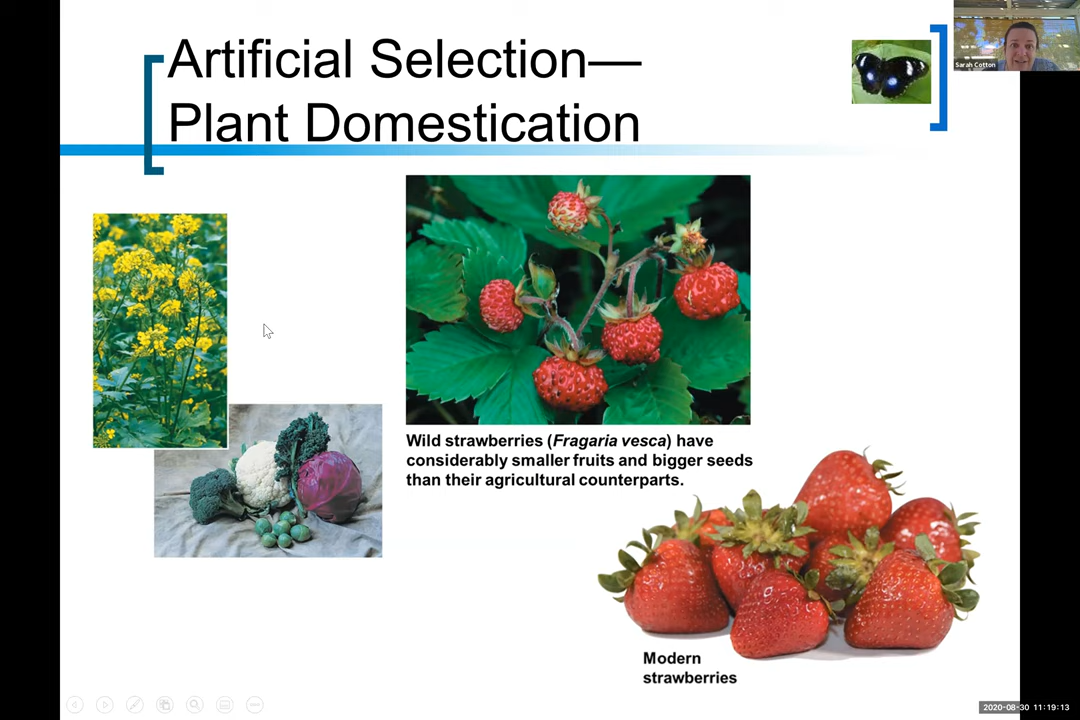 Artificial Selection—
Plant Domestication
Sarah Cotton
Wild strawberries (Fragaria vesca) have
considerably smaller fruits and bigger seeds
than their agricultural counterparts.
Modern
strawberries
2020-08-30 11:19:13